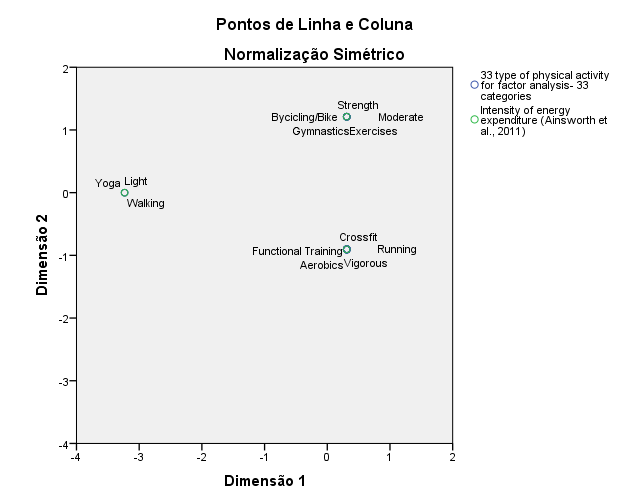 Pontos de Linha e Coluna
Normalização Simétrico
33 type of physical activity
for factor analysis- 33
categories
Intensity of energy
expenditure (Ainsworth et
al., 2011)
Strength
Bycicling/Bike
Moderate
GymnasticsExercises
Yoga
Light
Walking
Crossfit
Functional Training
Running
Aerobics
Vigorous
Dimensão 2
2
1
0
-1
-2
-3
-4
-4
-3
-2
-1
0
1
2
Dimensão 1